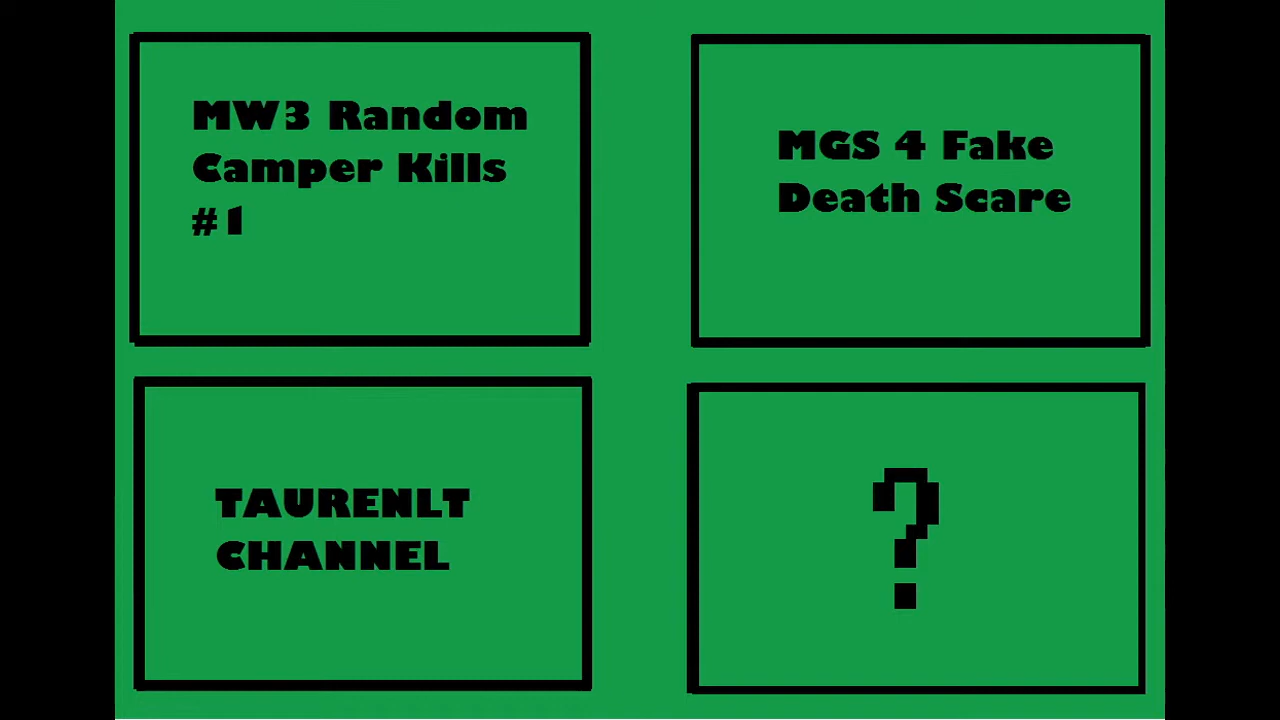 MW3 Random
Camper Kills
#1
MGS 4 Fake
Death Scare
TAURENLT
CHANNEL
?